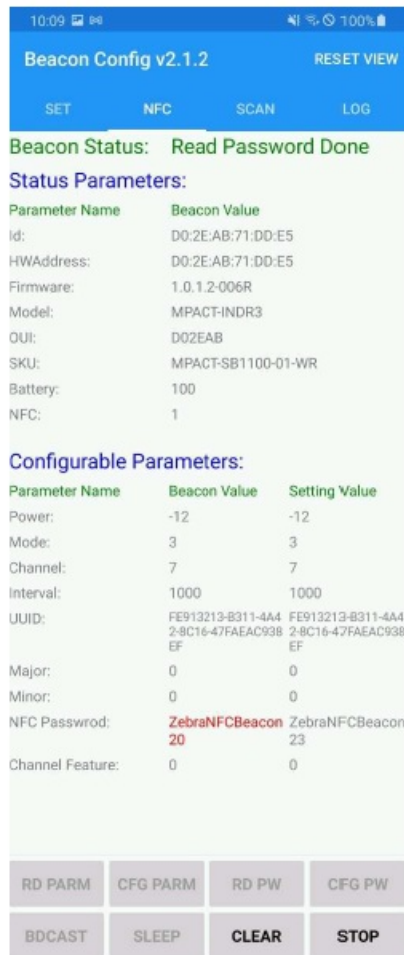 10:09 100%
Beacon Config v2.1.2 RESET VIEW
SET NFC SCAN LOG
Beacon Status: Read Password Done
Status Parameters:
Parameter Name Beacon Value
Id: D0:2E:AB:71:DD:E5
HWAddress: D0:2E:AB:71:DD:E5
Firmware: 1.0.1.2-006R
Model: MPACT-INDR3
OUI: D02EAB
SKU: MPACT-SB1100-01-WR
Battery: 100
NFC: 1
Configurable Parameters:
Parameter Name Beacon Value Setting Value
Power: -12 -12
Mode: 3 3
Channel: 7 7
Interval: 1000 1000
UUID: FE913213-B311-4A4 FE913213-B311-4A4
2-8C16-47FAEAC938 2-8C16-47FAEAC938
EF EF
Major: 0 0
Minor: 0 0
NFC Passwrod: ZebraNFCBeacon ZebraNFCBeacon
20 23
Channel Feature: 0 0
RD PARM CFG PARM RD PW CFG PW
BDCAST SLEEP CLEAR STOP